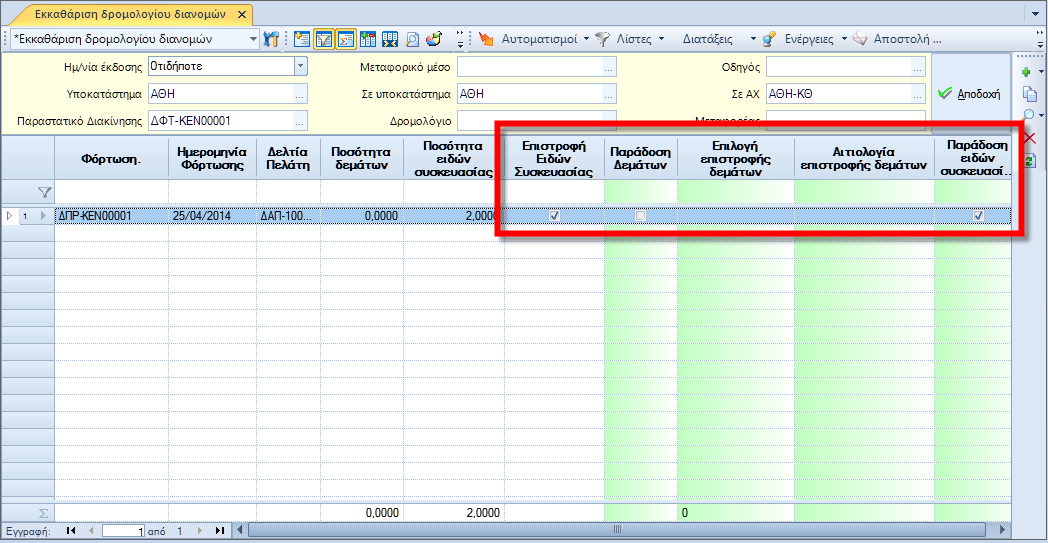 Εκκαθάριση δρομολογίου διανομών
*Εκκαθάριση δρομολογίου διανομών
Αυτοματισμοί
Λίστες
Διατάξεις
Ενέργειες
Αποστολή ...
Ημ/νία έκδοσης
Οτιδήποτε
Μεταφορικό μέσο
Οδηγός
Υποκατάστημα
ΑΘΗ
Σε υποκατάστημα
ΑΘΗ
Σε ΑΧ
ΑΘΗ-ΚΘ
Αποδοχή
Παραστατικό Διακίνησης
ΔΦΤ-ΚΕΝ00001
Δρομολόγιο
Μεταφορέας
Φόρτωση.
Ημερομηνία
Φόρτωσης
Δελτία
Πελάτη
Ποσότητα
δεμάτων
Ποσότητα
ειδών
συσκευασίας
Επιστροφή
Ειδών
Συσκευασίας
Παράδοση
Δεμάτων
Επιλογή
επιστροφής
δεμάτων
Αιτιολογία
επιστροφής δεμάτων
Παράδοση
ειδών
συσκευασί...
1
ΔΠΡ-ΚΕΝ00001
25/04/2014
ΔΑΠ-100...
0,0000
2,0000
Σ
0,0000
2,0000
0
Εγγραφή:
1
από
1